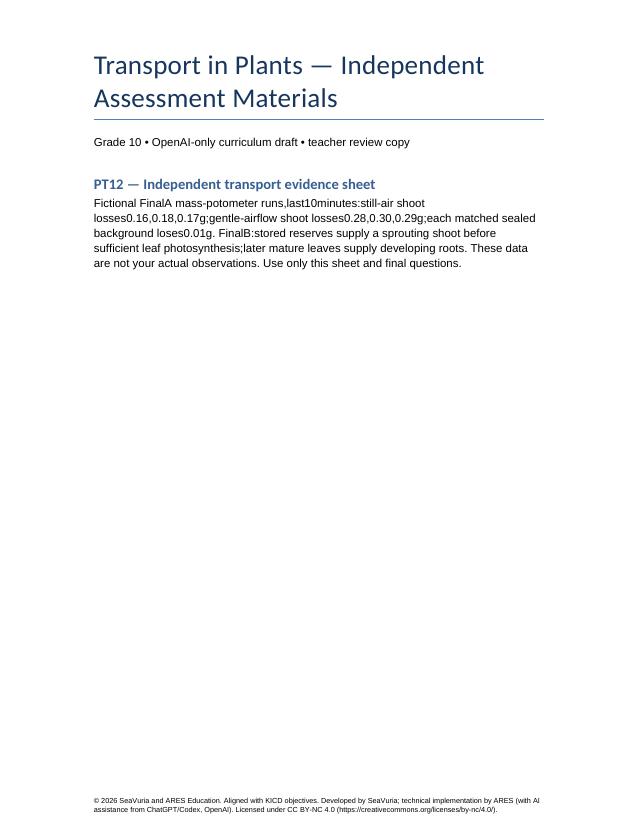 Transport in Plants — Independent
Assessment Materials
Grade 10 • OpenAI-only curriculum draft • teacher review copy
PT12 — Independent transport evidence sheet
Fictional FinalA mass-potometer runs,last10minutes:still-air shoot
losses0.16,0.18,0.17g;gentle-airflow shoot losses0.28,0.30,0.29g;each matched sealed
background loses0.01g. FinalB:stored reserves supply a sprouting shoot before
sufficient leaf photosynthesis;later mature leaves supply developing roots. These data
are not your actual observations. Use only this sheet and final questions.
© 2026 SeaVuria and ARES Education. Aligned with KICD objectives. Developed by SeaVuria; technical implementation by ARES (with AI
assistance from ChatGPT/Codex, OpenAI). Licensed under CC BY-NC 4.0 (https://creativecommons.org/licenses/by-nc/4.0/).